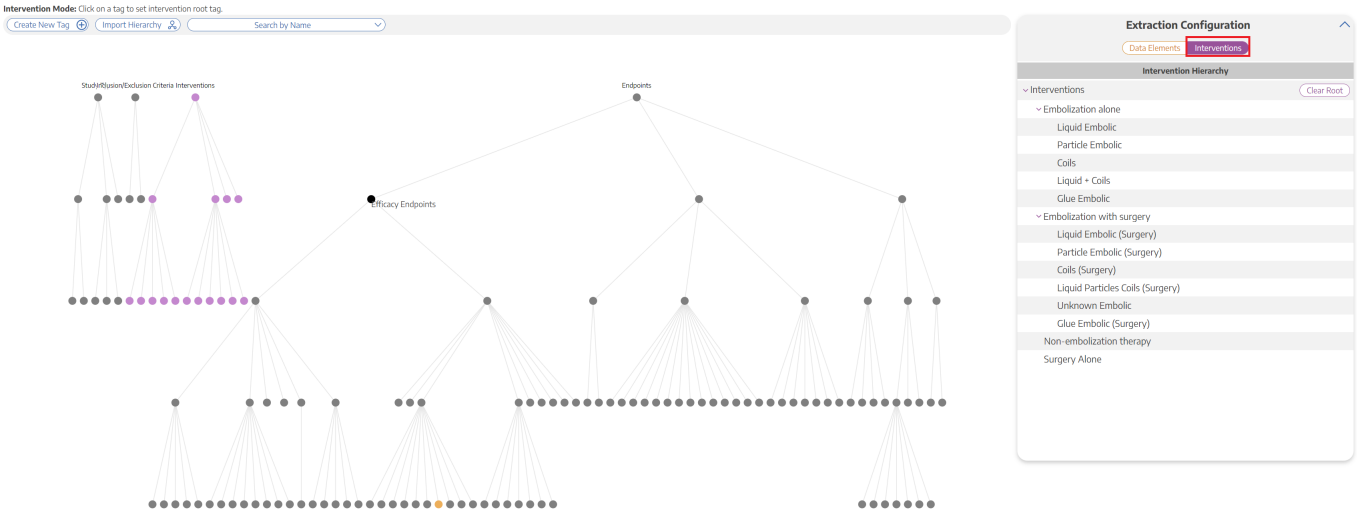 Intervention Mode: Click on a tag to set intervention root tag.
Create New Tag
Import Hierarchy
Search by Name
Extraction Configuration
Data Elements
Interventions
Intervention Hierarchy
Interventions
Clear Root
Embolization alone
Liquid Embolic
Particle Embolic
Coils
Liquid + Coils
Glue Embolic
Embolization with surgery
Liquid Embolic (Surgery)
Particle Embolic (Surgery)
Coils (Surgery)
Liquid Particles Coils (Surgery)
Unknown Embolic
Glue Embolic (Surgery)
Non-embolization therapy
Surgery Alone
Exclusion Criteria
Interventions
Endpoints
Efficacy Endpoints